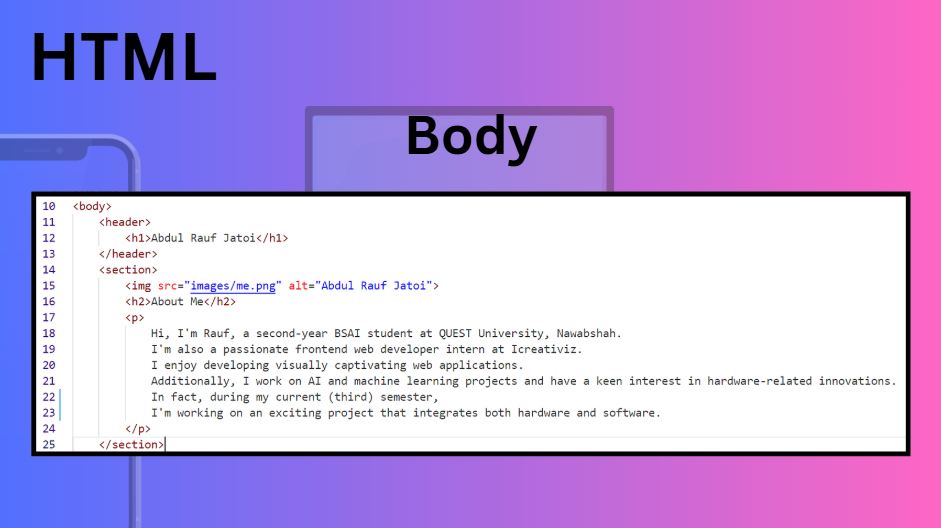 HTML
Body
10 <body>
11 <header>
12 <h1>Abdul Rauf Jatoi</h1>
13 </header>
14 <section>
15 <img src="images/me.png" alt="Abdul Rauf Jatoi">
16 <h2>About Me</h2>
17 <p>
18 Hi, I'm Rauf, a second-year BSAI student at QUEST University, Nawabshah.
19 I'm also a passionate frontend web developer intern at Icreativiz.
20 I enjoy developing visually captivating web applications.
21 Additionally, I work on AI and machine learning projects and have a keen interest in hardware-related innovations.
22 In fact, during my current (third) semester,
23 I'm working on an exciting project that integrates both hardware and software.
24 </p>
25 </section>